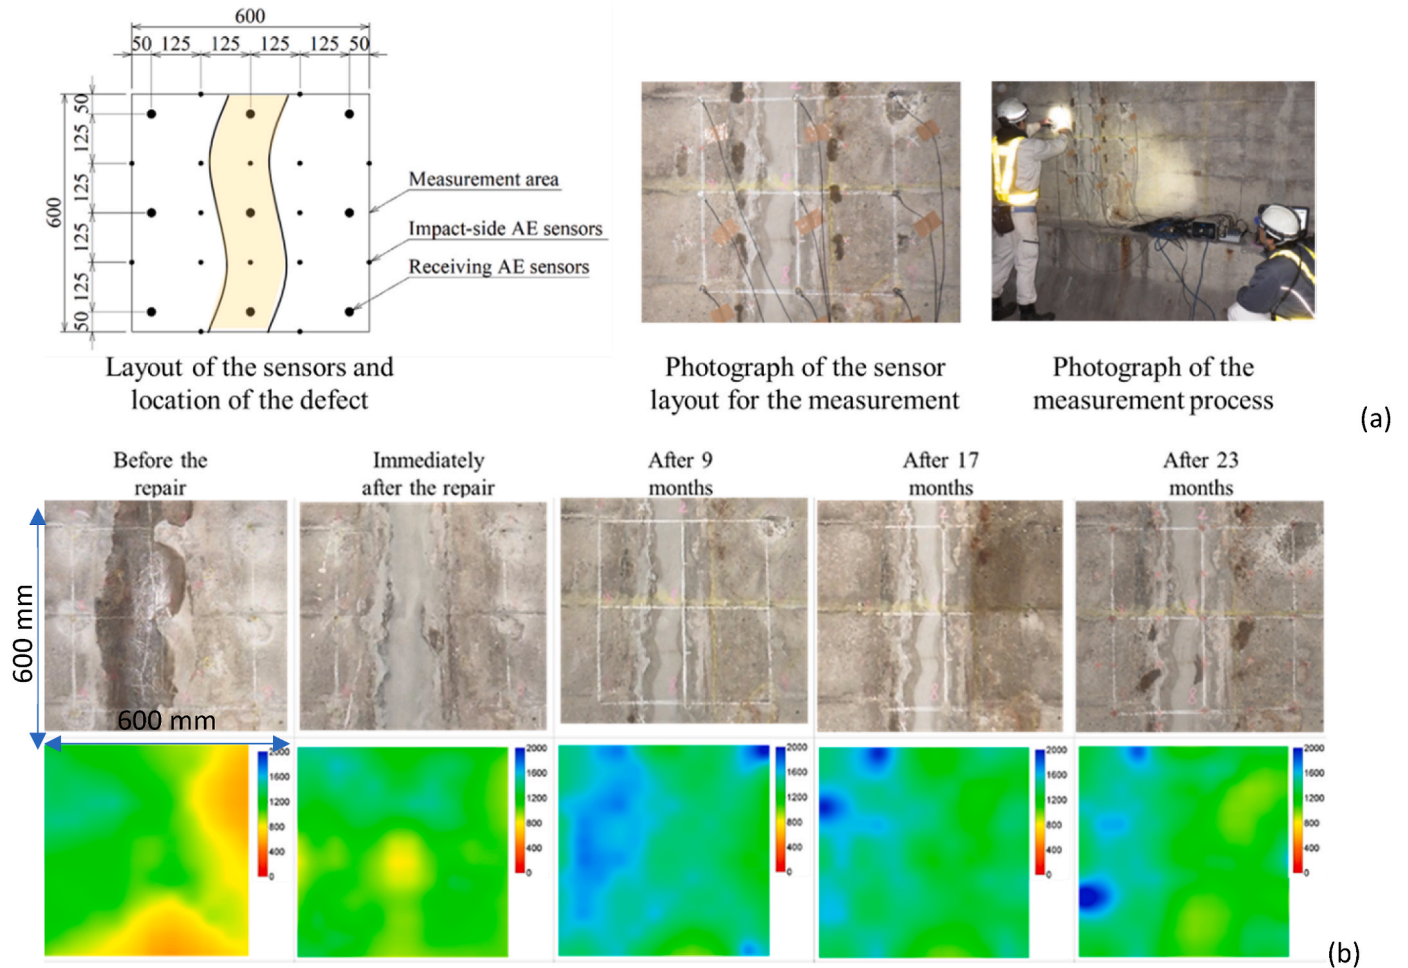 600
50 125 125 125 125 50
600
50
125
125
125
125
50
Measurement area
Impact-side AE sensors
Receiving AE sensors
Layout of the sensors and
location of the defect
Photograph of the sensor
layout for the measurement
Photograph of the
measurement process
(a)
Before the
repair
Immediately
after the repair
After 9
months
After 17
months
After 23
months
600 mm
600 mm
2000
1600
1200
800
400
0
2000
1600
1200
800
400
0
2000
1600
1200
800
400
0
2000
1600
1200
800
400
0
2000
1600
1200
800
400
0
(b)